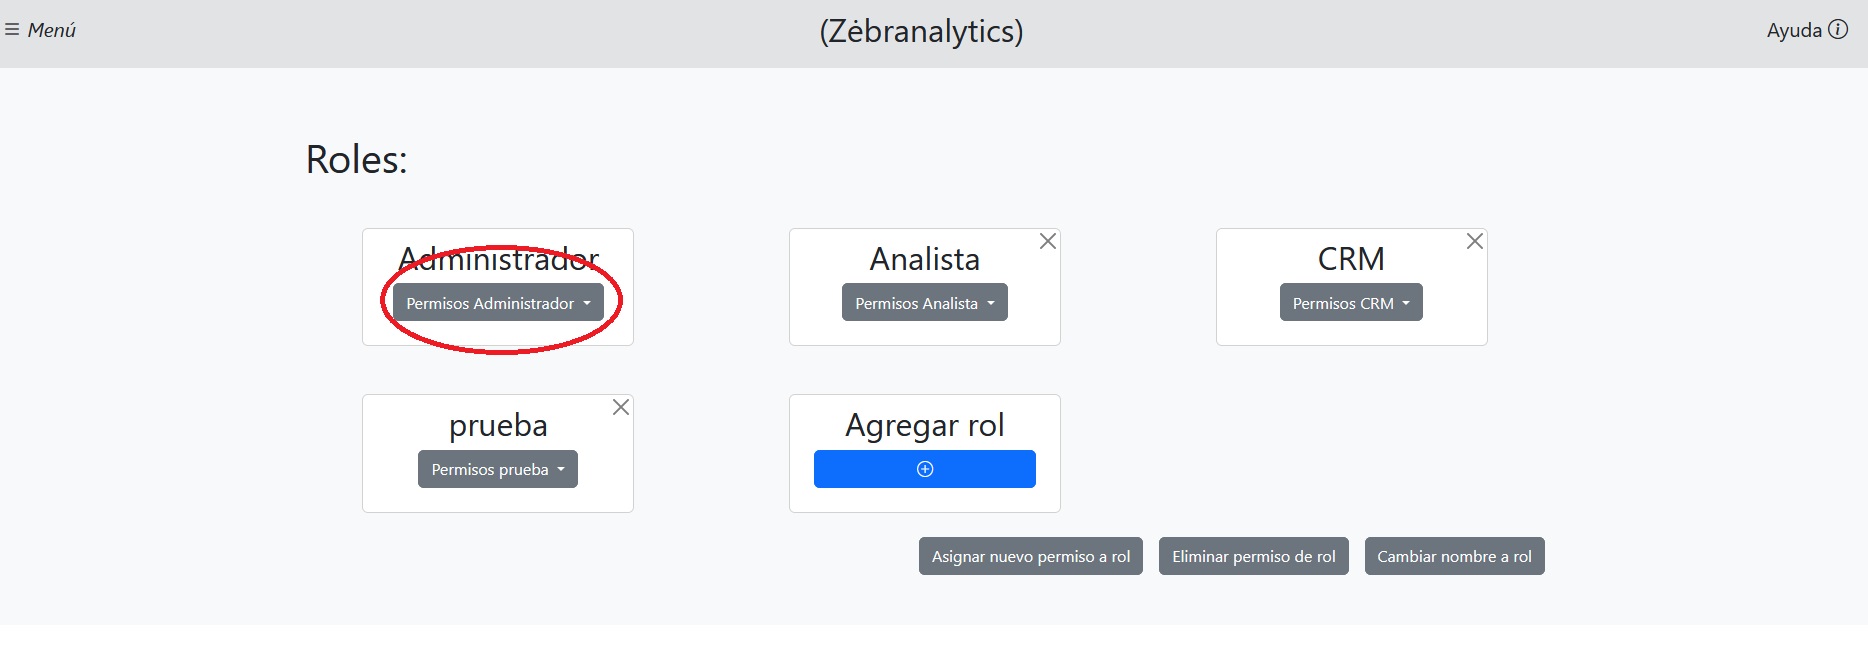 Menú
(Zėbranalytics)
Ayuda
Roles:
Administrador
Permisos Administrador
Analista
Permisos Analista
CRM
Permisos CRM
prueba
Permisos prueba
Agregar rol
Asignar nuevo permiso a rol
Eliminar permiso de rol
Cambiar nombre a rol